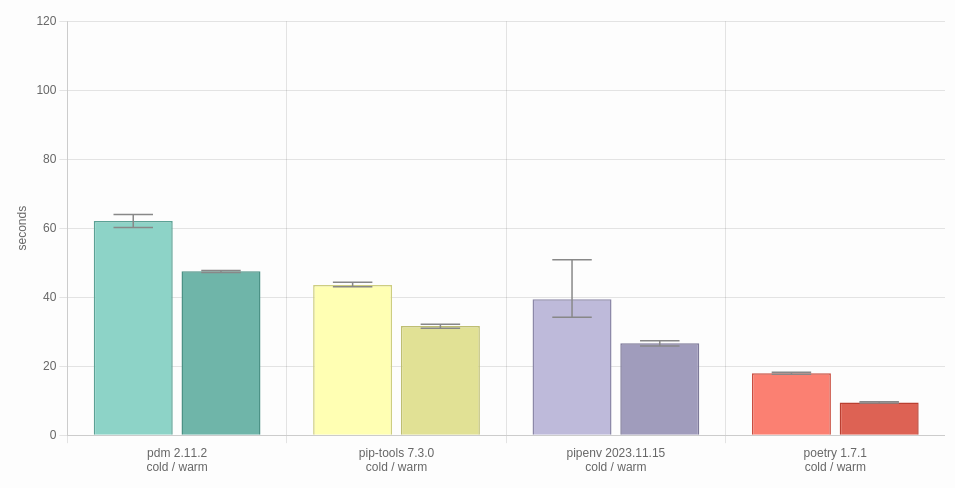 120
100
80
60
40
20
0
seconds
pdm 2.11.2
cold / warm
pip-tools 7.3.0
cold / warm
pipenv 2023.11.15
cold / warm
poetry 1.7.1
cold / warm